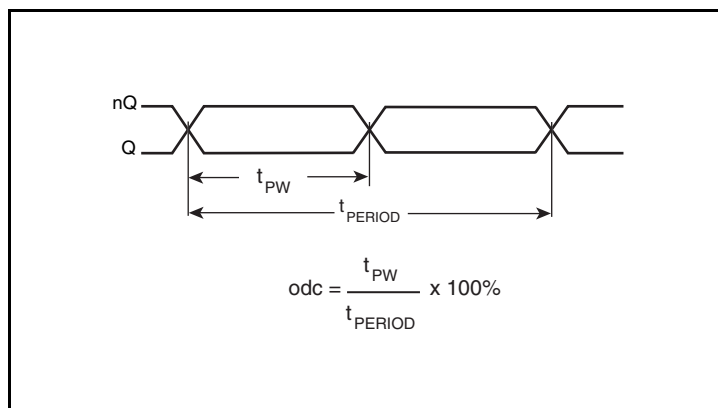 nQ
Q
tPW
tPERIOD
odc = tPW / tPERIOD x 100%